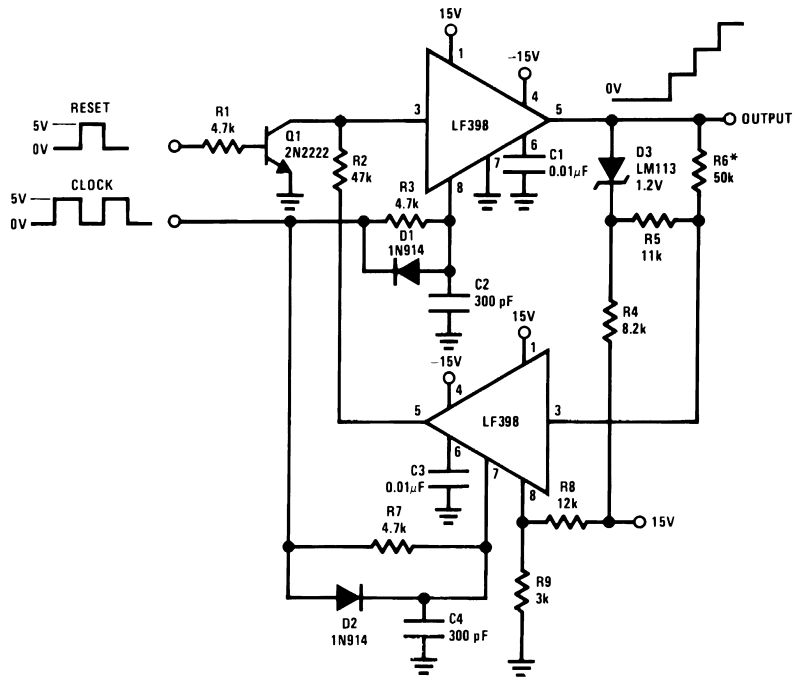 15V
1
−15V
4
0V
RESET
5V
0V
R1
4.7k
Q1
2N2222
3
LF398
5
OUTPUT
6
7
C1
0.01µF
D3
LM113
1.2V
R6*
50k
R2
47k
CLOCK
5V
0V
R3
4.7k
8
D1
1N914
R5
11k
C2
300 pF
R4
8.2k
15V
1
−15V
4
5
LF398
3
6
7
C3
0.01µF
8
R8
12k
15V
R7
4.7k
R9
3k
D2
1N914
C4
300 pF